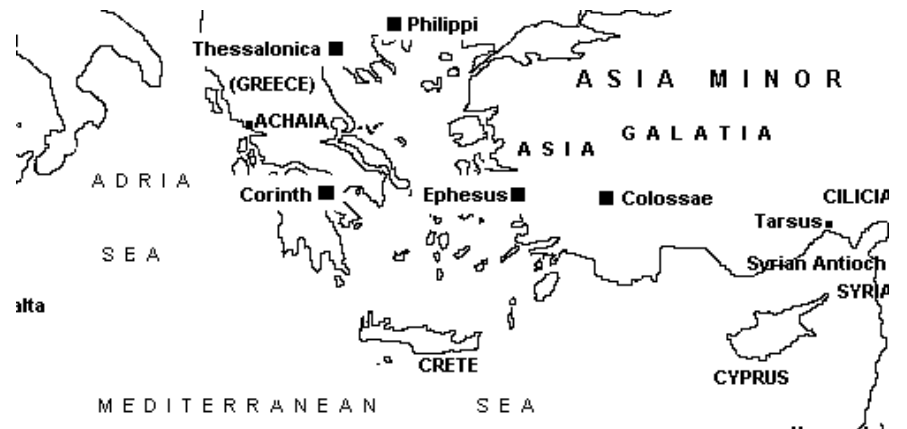 Philippi
Thessalonica
(GREECE)
ASIA MINOR
ACHAIA
GALATIA
ASIA
ADRIA
Corinth
Ephesus
Colossae
CILICIA
Tarsus
SEA
Syrian Antioch
SYRIA
alta
CRETE
CYPRUS
MEDITERRANEAN SEA